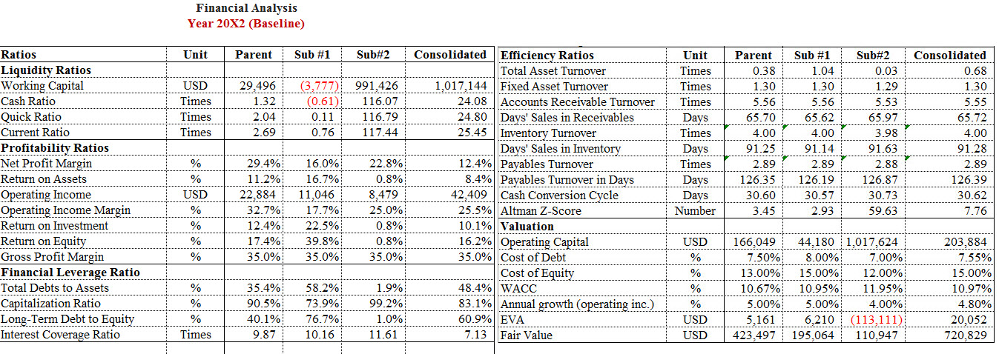 Financial Analysis
Year 20X2 (Baseline)
Ratios Unit Parent Sub #1 Sub#2 Consolidated
Liquidity Ratios
Working Capital USD 29,496 (3,777) 991,426 1,017,144
Cash Ratio Times 1.32 (0.61) 116.07 24.08
Quick Ratio Times 2.04 0.11 116.79 24.80
Current Ratio Times 2.69 0.76 117.44 25.45
Profitability Ratios
Net Profit Margin % 29.4% 16.0% 22.8% 12.4%
Return on Assets % 11.2% 16.7% 0.8% 8.4%
Operating Income USD 22,884 11,046 8,479 42,409
Operating Income Margin % 32.7% 17.7% 25.0% 25.5%
Return on Investment % 12.4% 22.5% 0.8% 10.1%
Return on Equity % 17.4% 39.8% 0.8% 16.2%
Gross Profit Margin % 35.0% 35.0% 35.0% 35.0%
Financial Leverage Ratio
Total Debts to Assets % 35.4% 58.2% 1.9% 48.4%
Capitalization Ratio % 90.5% 73.9% 99.2% 83.1%
Long-Term Debt to Equity % 40.1% 76.7% 1.0% 60.9%
Interest Coverage Ratio Times 9.87 10.16 11.61 7.13
Efficiency Ratios Unit Parent Sub #1 Sub#2 Consolidated
Total Asset Turnover Times 0.38 1.04 0.03 0.68
Fixed Asset Turnover Times 1.30 1.30 1.29 1.30
Accounts Receivable Turnover Times 5.56 5.56 5.53 5.55
Days' Sales in Receivables Days 65.70 65.62 65.97 65.72
Inventory Turnover Times 4.00 4.00 3.98 4.00
Days' Sales in Inventory Days 91.25 91.14 91.63 91.28
Payables Turnover Times 2.89 2.89 2.88 2.89
Payables Turnover in Days Days 126.35 126.19 126.87 126.39
Cash Conversion Cycle Days 30.60 30.57 30.73 30.62
Altman Z-Score Number 3.45 2.93 59.63 7.76
Valuation
Operating Capital USD 166,049 44,180 1,017,624 203,884
Cost of Debt % 7.50% 8.00% 7.00% 7.55%
Cost of Equity % 13.00% 15.00% 12.00% 15.00%
WACC % 10.67% 10.95% 11.95% 10.97%
Annual growth (operating inc.) % 5.00% 5.00% 4.00% 4.80%
EVA USD 5,161 6,210 (113,111) 20,052
Fair Value USD 423,497 195,064 110,947 720,829